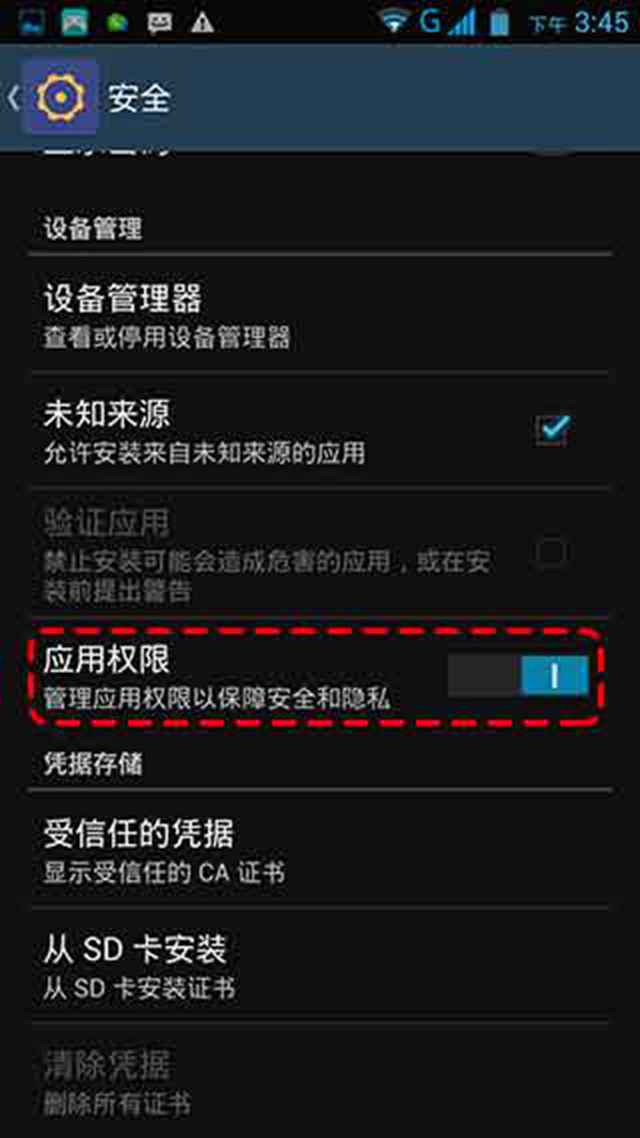 G 下午 3:45
安全
设备管理
设备管理器
查看或停用设备管理器
未知来源
允许安装来自未知来源的应用
验证应用
禁止安装可能会造成危害的应用，或在安
装前提出警告
应用权限
管理应用权限以保障安全和隐私
凭据存储
受信任的凭据
显示受信任的 CA 证书
从 SD 卡安装
从 SD 卡安装证书
清除凭据
删除所有证书